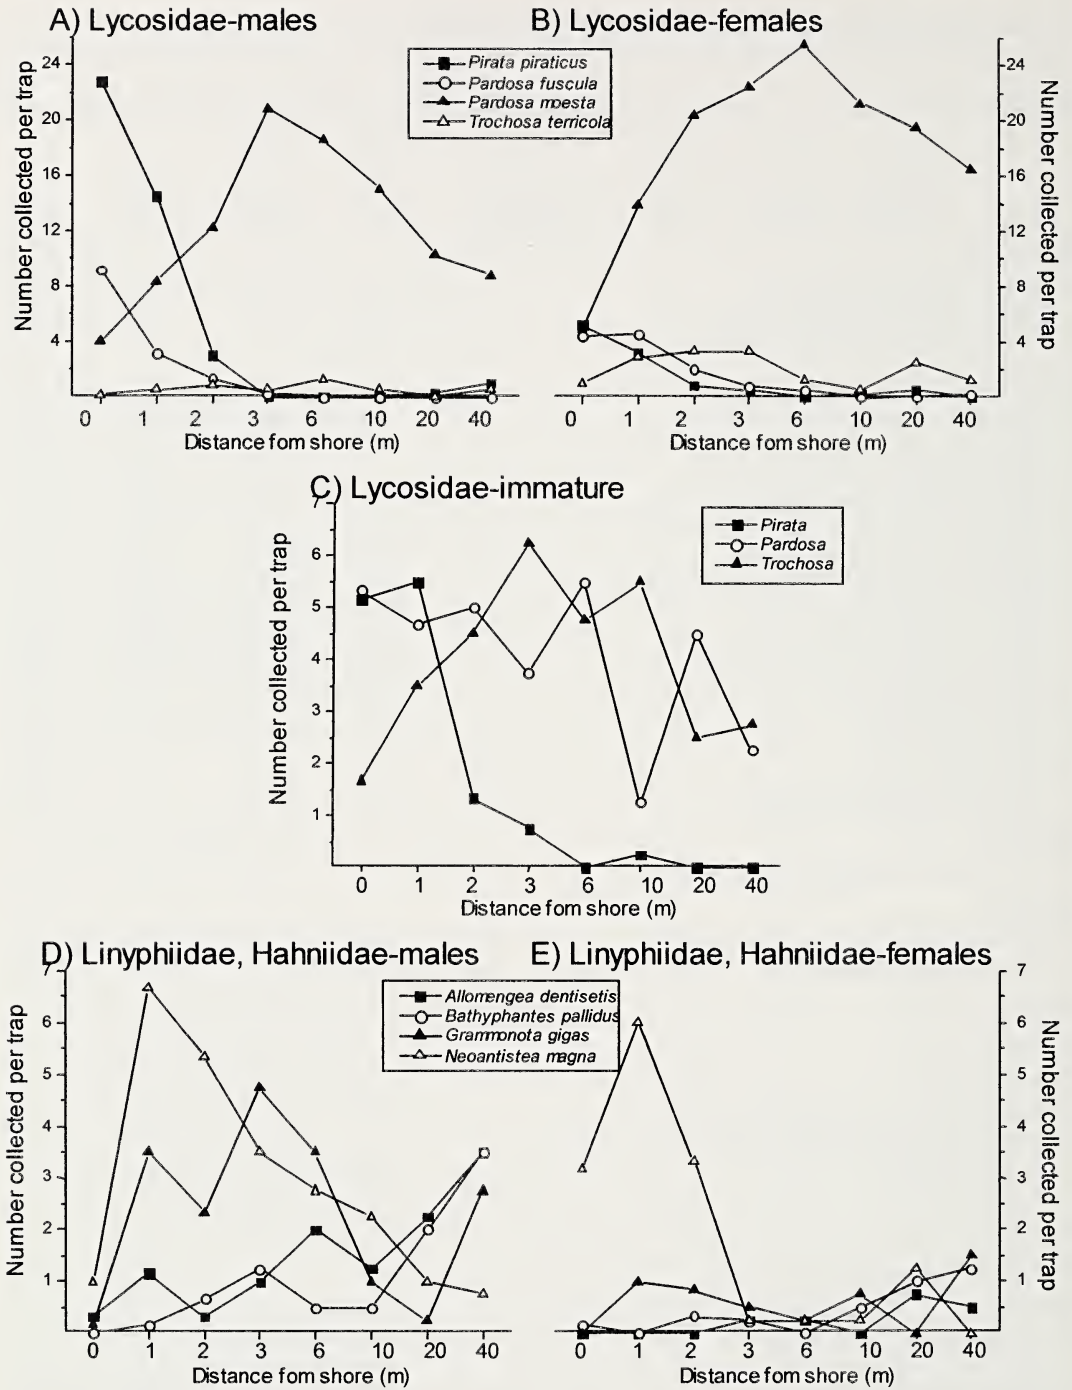 A) Lycosidae-males
B) Lycosidae-females
Pirata piraticus
Pardosa fuscula
Pardosa moesta
Trochosa terricola
Number collected per trap
24
20
16
12
8
4
0 1 2 3 6 10 20 40
Distance fom shore (m)
24
20
16
12
8
4
Number collected per trap
0 1 2 3 6 10 20 40
Distance fom shore (m)
C) Lycosidae-immature
Pirata
Pardosa
Trochosa
Number collected per trap
7
6
5
4
3
2
1
0 1 2 3 6 10 20 40
Distance fom shore (m)
D) Linyphiidae, Hahniidae-males
E) Linyphiidae, Hahniidae-females
Allomengea dentisetis
Bathyphantes pallidus
Grammonota gigas
Neoantistea magna
Number collected per trap
7
6
5
4
3
2
1
0 1 2 3 6 10 20 40
Distance from shore (m)
7
6
5
4
3
2
1
Number collected per trap
0 1 2 3 6 10 20 40
Distance from shore (m)